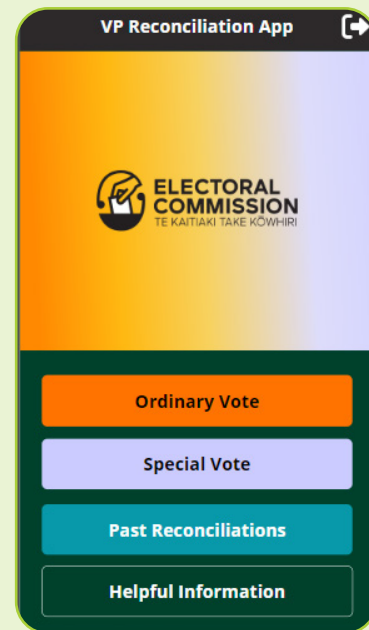 VP Reconciliation App
ELECTORAL
COMMISSION
TE KAITIAKI TAKE KŌWHIRI
Ordinary Vote
Special Vote
Past Reconciliations
Helpful Information